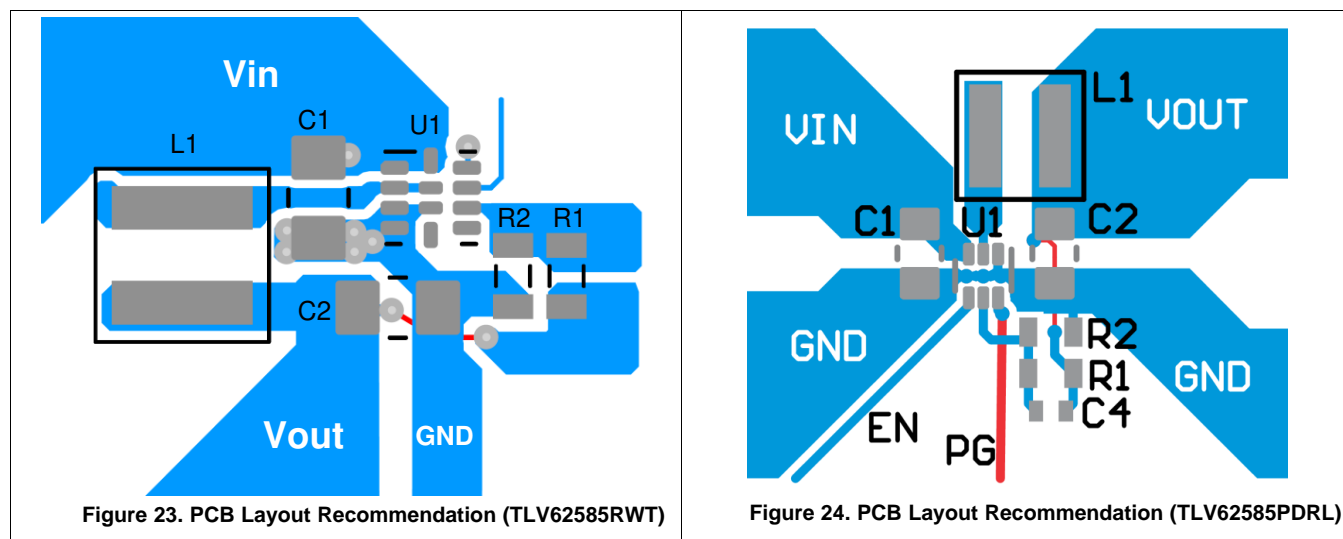 Vin
C1
U1
L1
R2
R1
C2
Vout
GND
Figure 23. PCB Layout Recommendation (TLV62585RWT)
L1
VIN
VOUT
C1
U1
C2
GND
R2
R1
GND
C4
EN
PG
Figure 24. PCB Layout Recommendation (TLV62585PDRL)